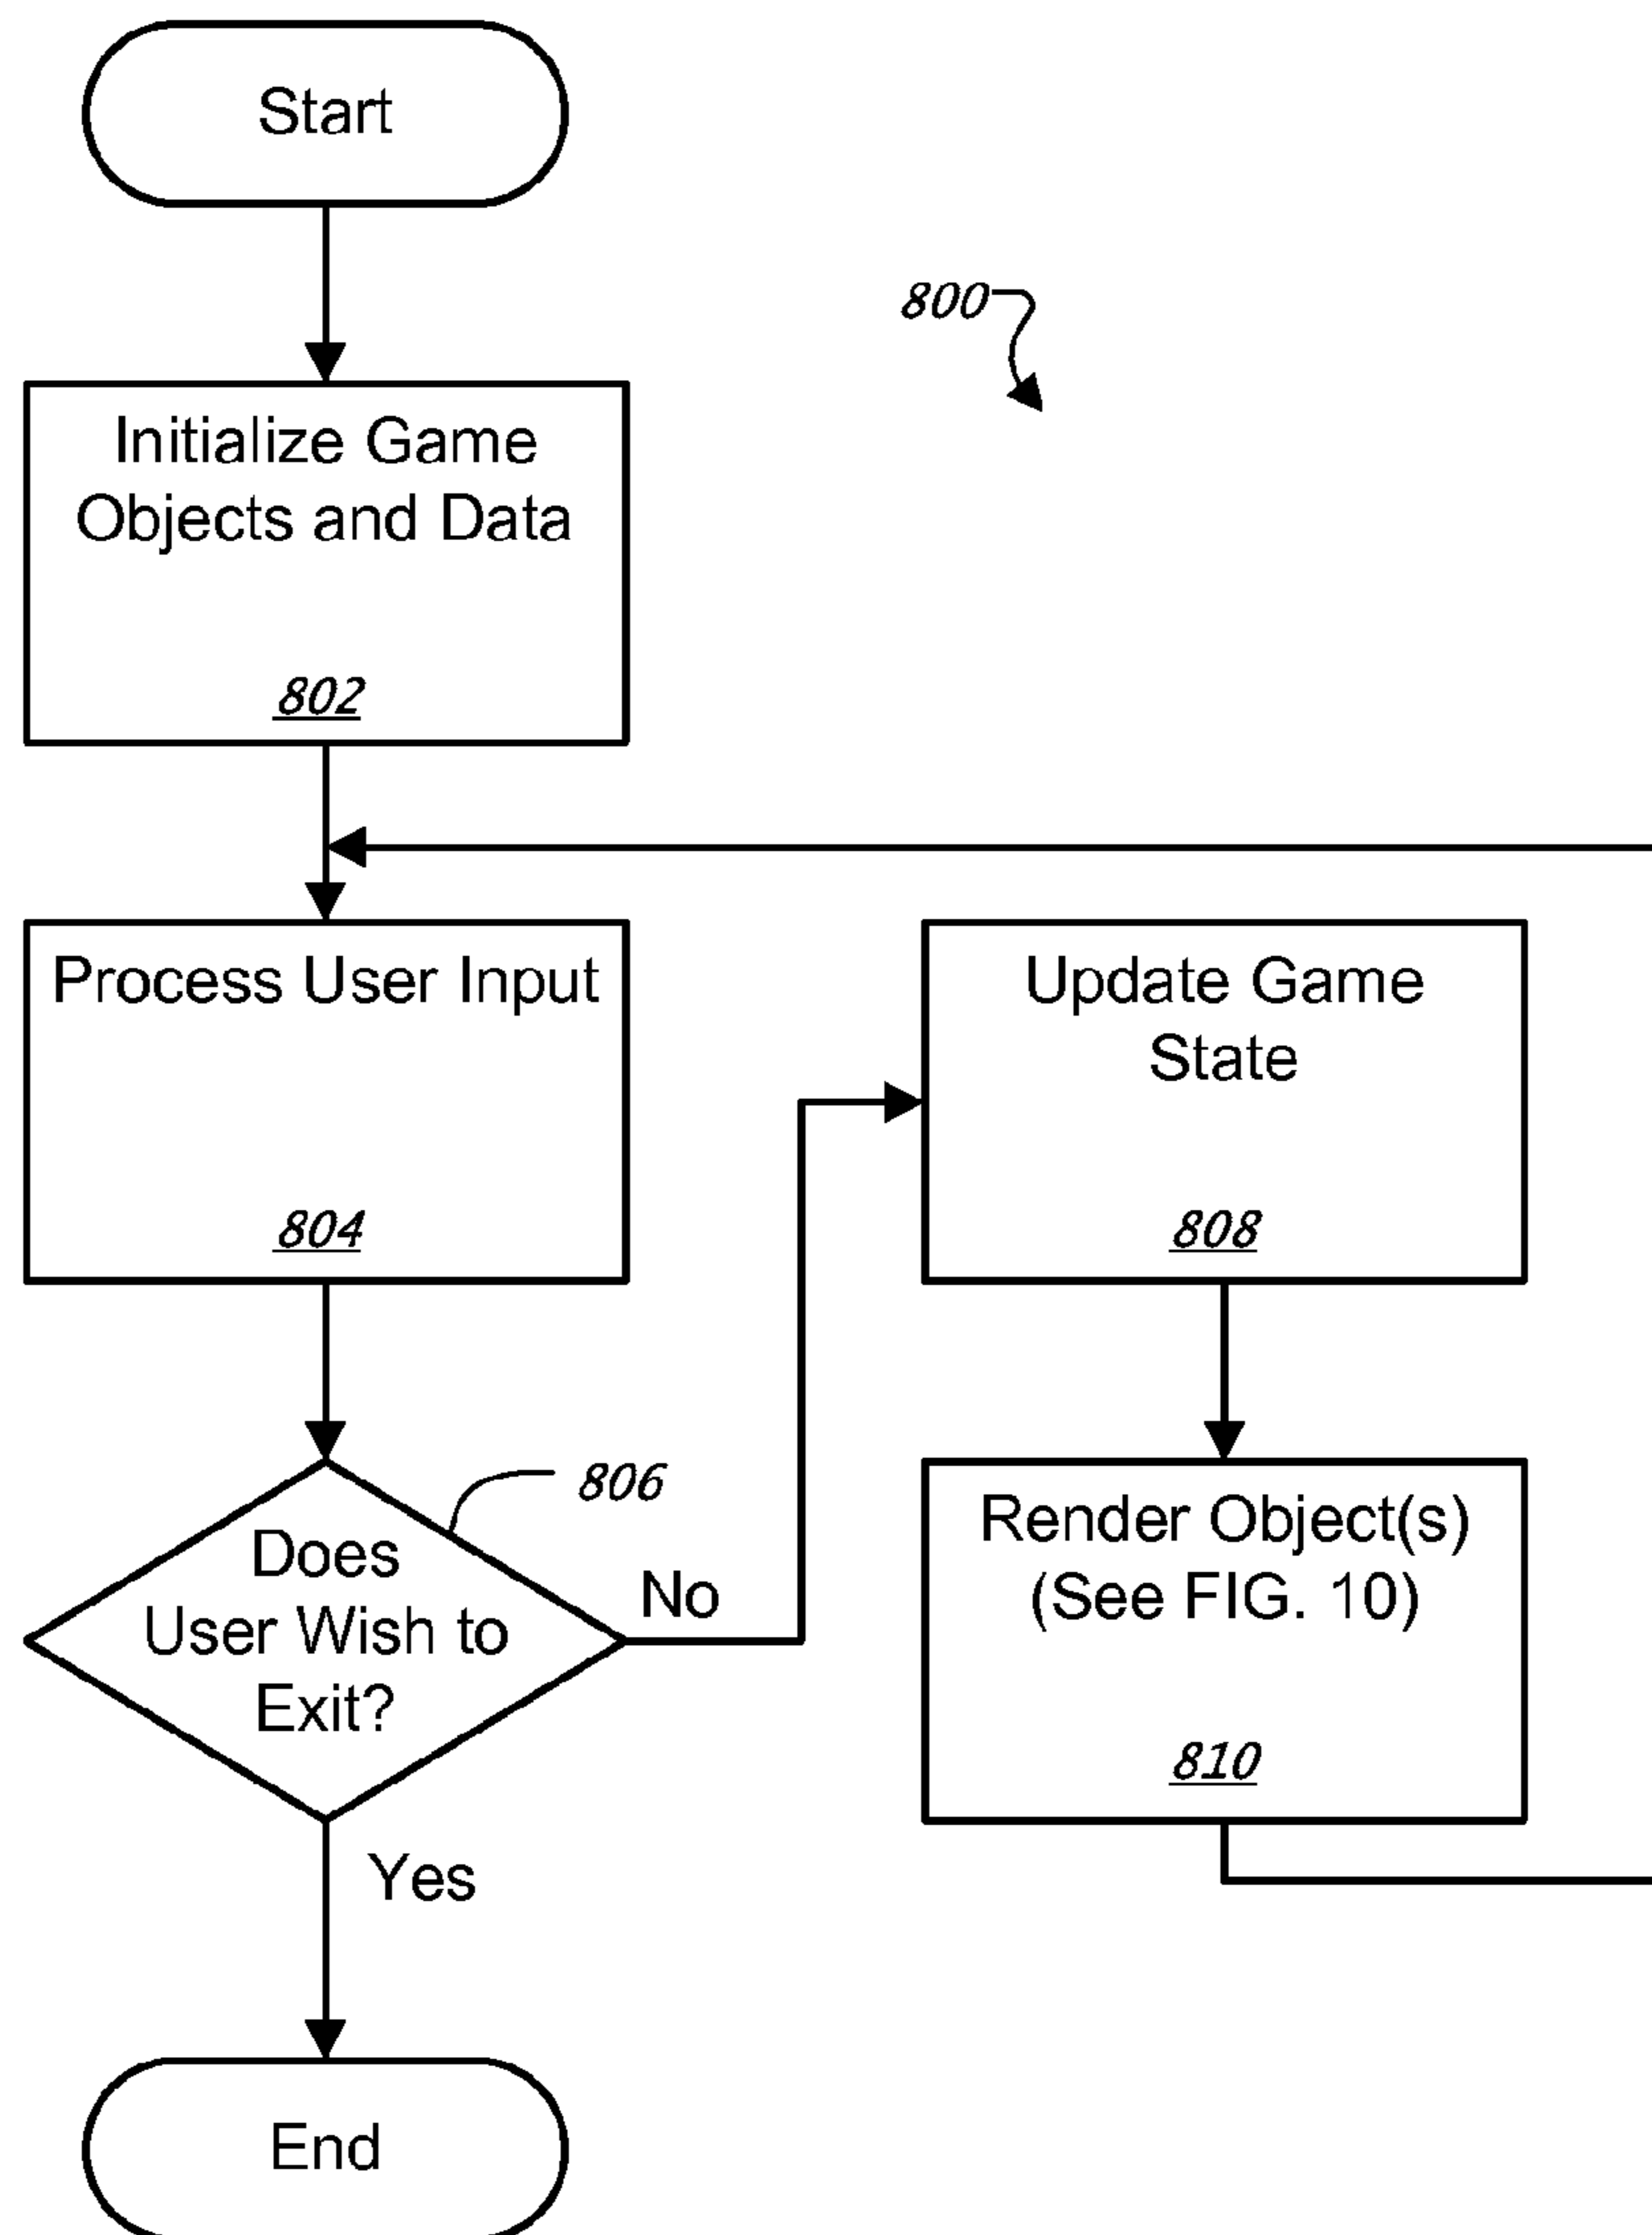 Start
800
Initialize Game
Objects and Data
802
Process User Input
804
Does
User Wish to
Exit?
806
No
Yes
Update Game
State
808
Render Object(s)
(See FIG. 10)
810
End